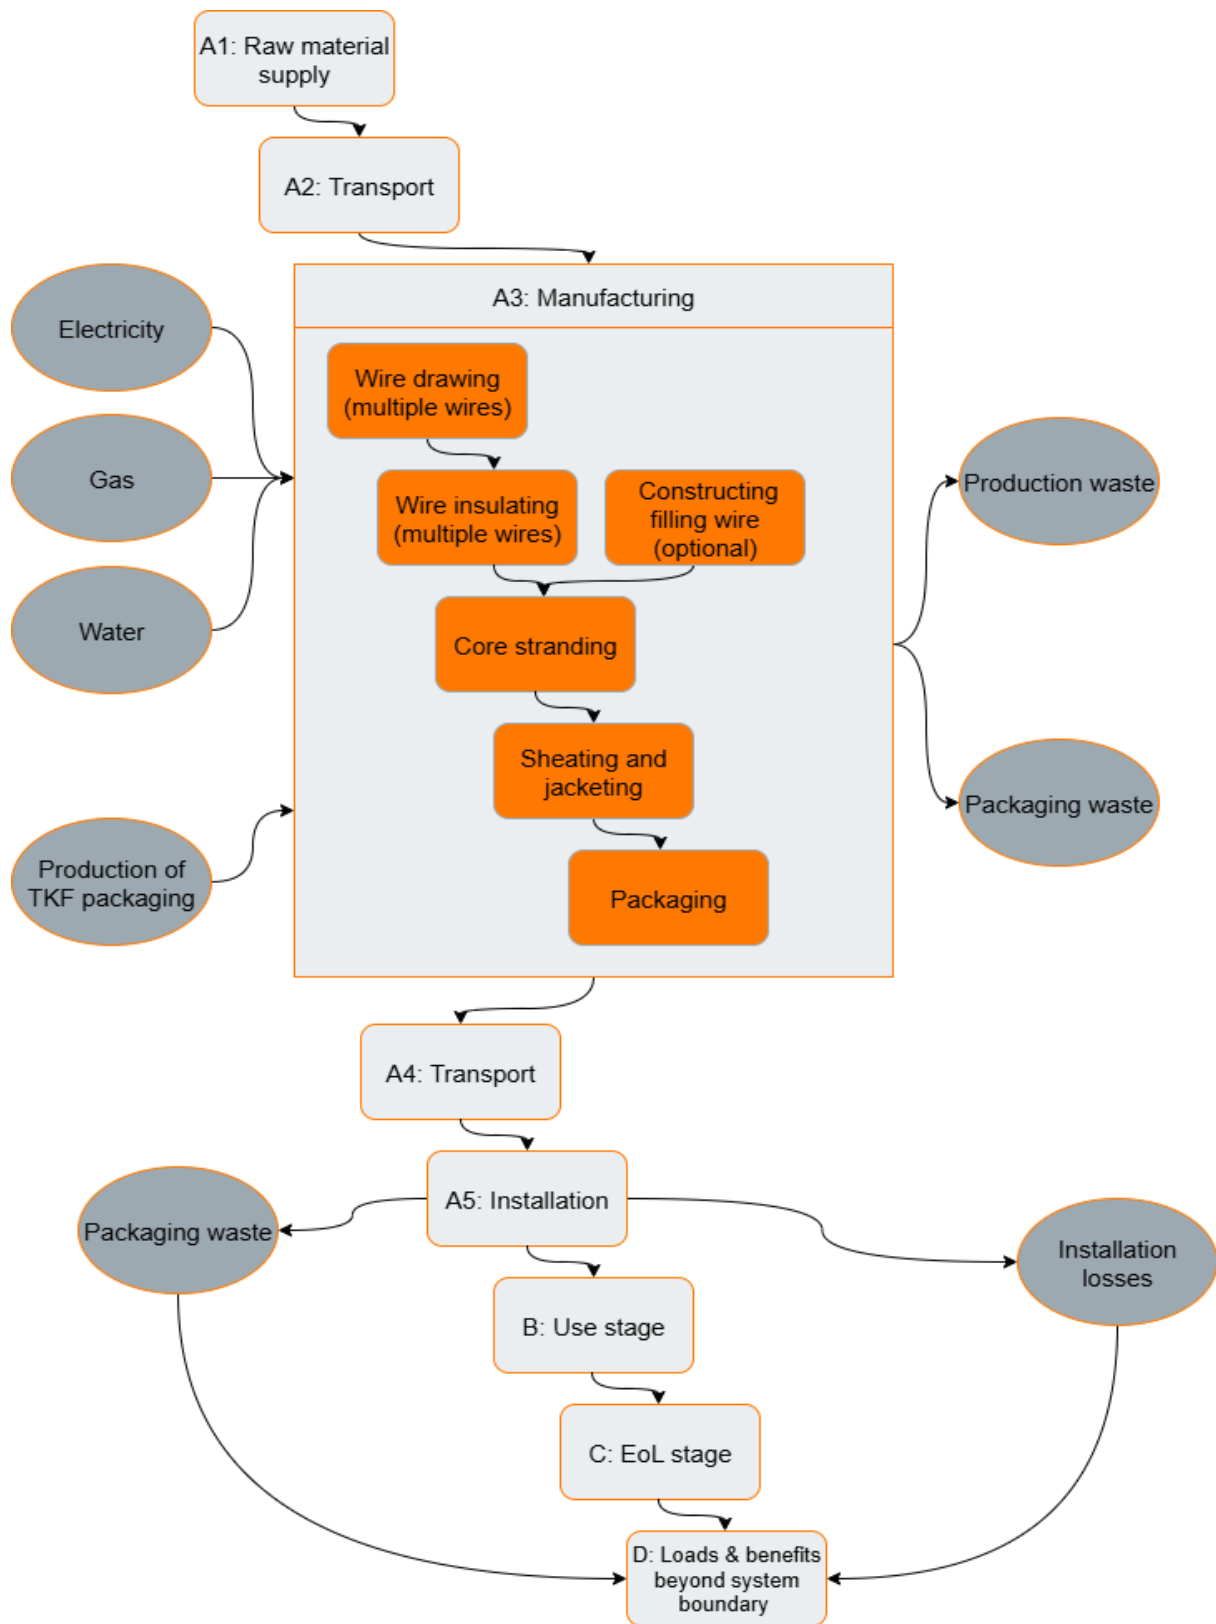 A1: Raw material
supply
A2: Transport
A3: Manufacturing
Electricity
Gas
Water
Production of
TKF packaging
Wire drawing
(multiple wires)
Wire insulating
(multiple wires)
Constructing
filling wire
(optional)
Core stranding
Sheating and
jacketing
Packaging
Production waste
Packaging waste
A4: Transport
A5: Installation
Packaging waste
Installation
losses
B: Use stage
C: EoL stage
D: Loads & benefits
beyond system
boundary